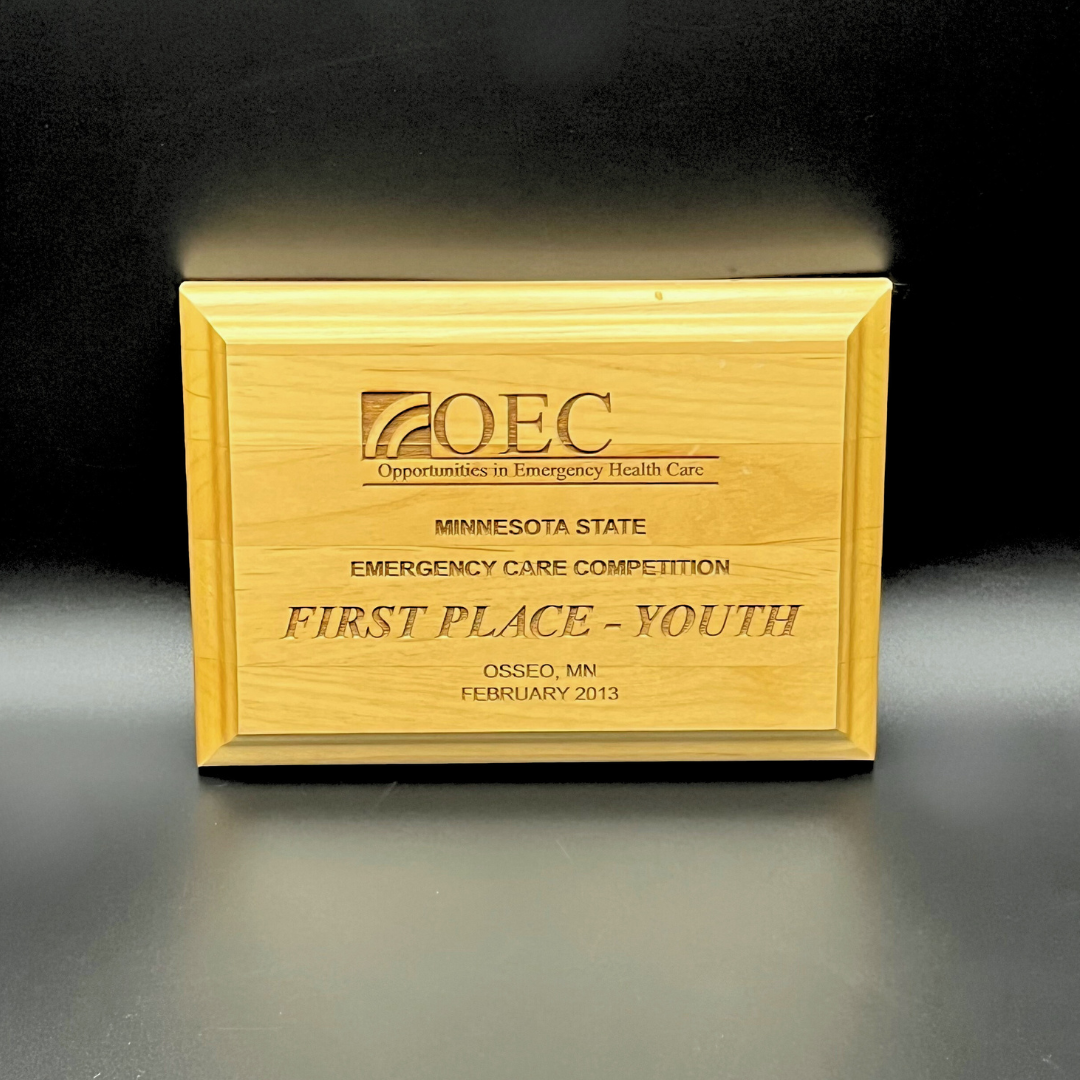 OEC
Opportunities in Emergency Health Care
MINNESOTA STATE
EMERGENCY CARE COMPETITION
FIRST PLACE - YOUTH
OSSEO, MN
FEBRUARY 2013